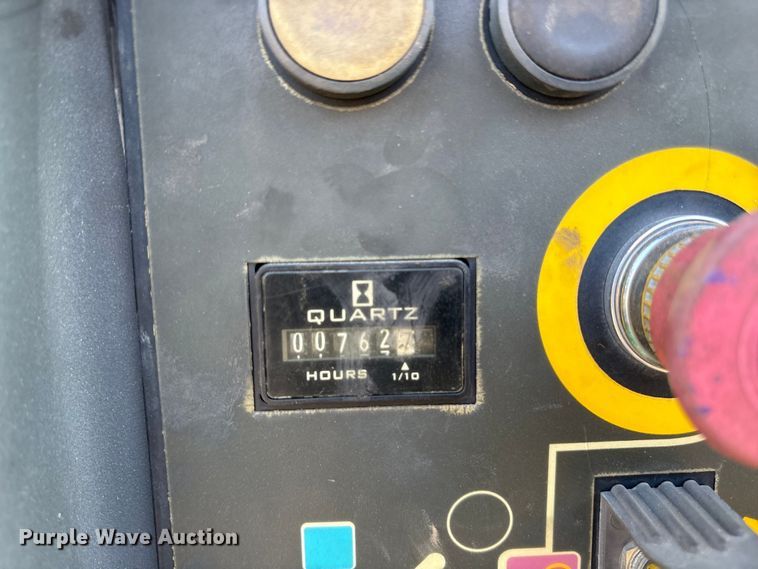 QUARTZ
00762
HOURS 1/10
Purple Wave Auction